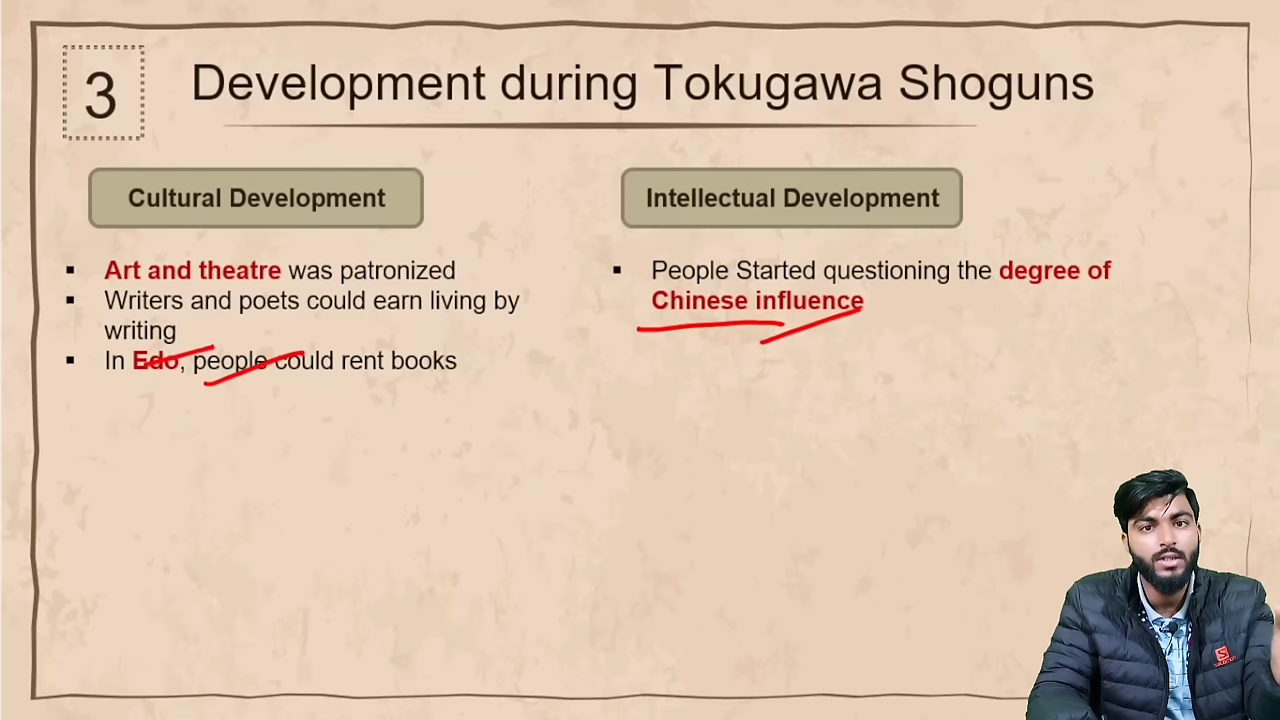 3
Development during Tokugawa Shoguns
Cultural Development
▪ Art and theatre was patronized
▪ Writers and poets could earn living by
writing
▪ In Edo, people could rent books
Intellectual Development
▪ People Started questioning the degree of
Chinese influence